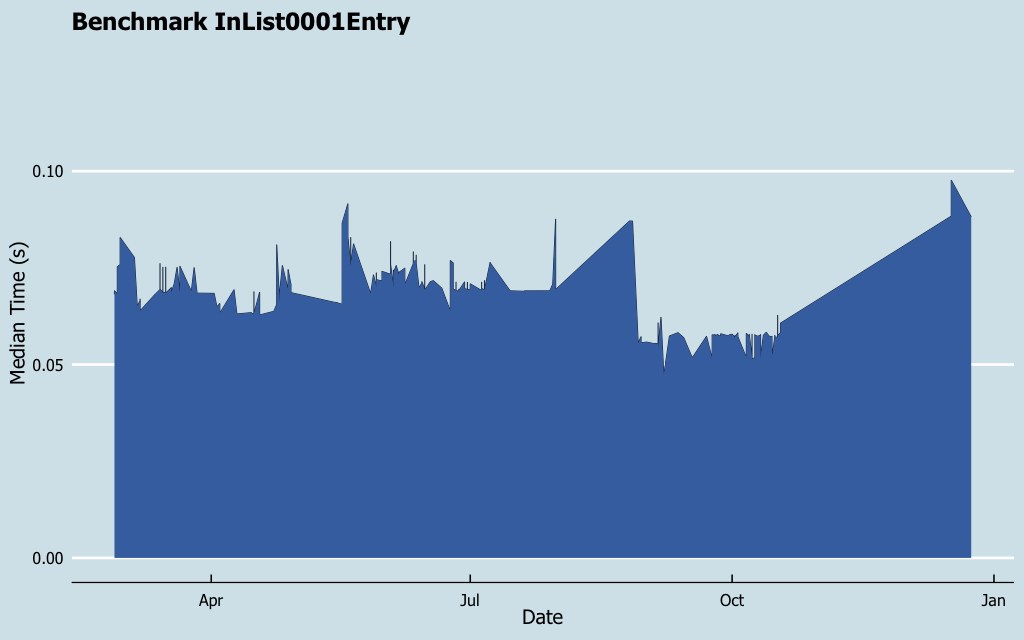 Benchmark InList0001Entry
0.10
0.05
0.00
Median Time (s)
Apr Jul Oct Jan
Date